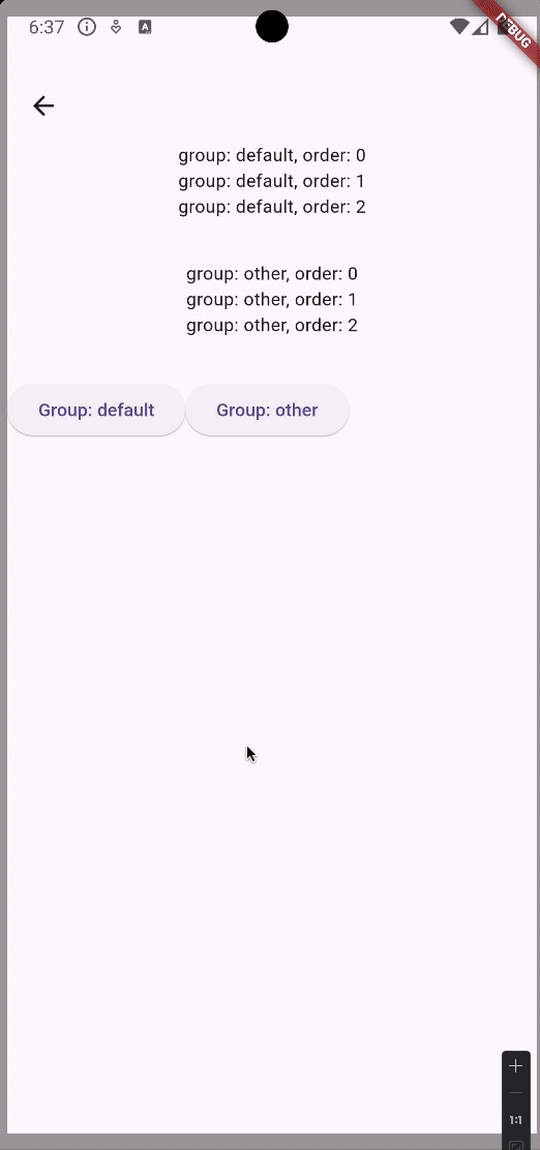 6:37
DEBUG
group: default, order: 0
group: default, order: 1
group: default, order: 2
group: other, order: 0
group: other, order: 1
group: other, order: 2
Group: default
Group: other
1:1